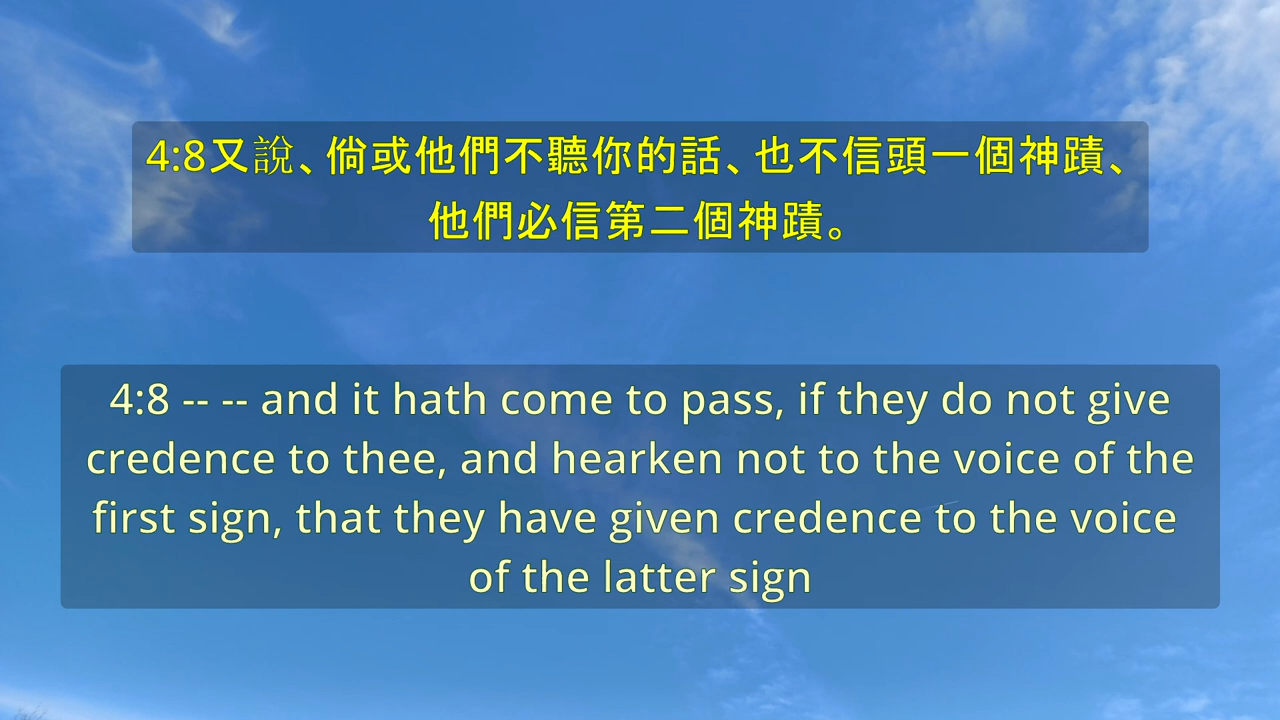 4:8又說、倘或他們不聽你的話、也不信頭一個神蹟、
他們必信第二個神蹟。
4:8 -- -- and it hath come to pass, if they do not give
credence to thee, and hearken not to the voice of the
first sign, that they have given credence to the voice
of the latter sign